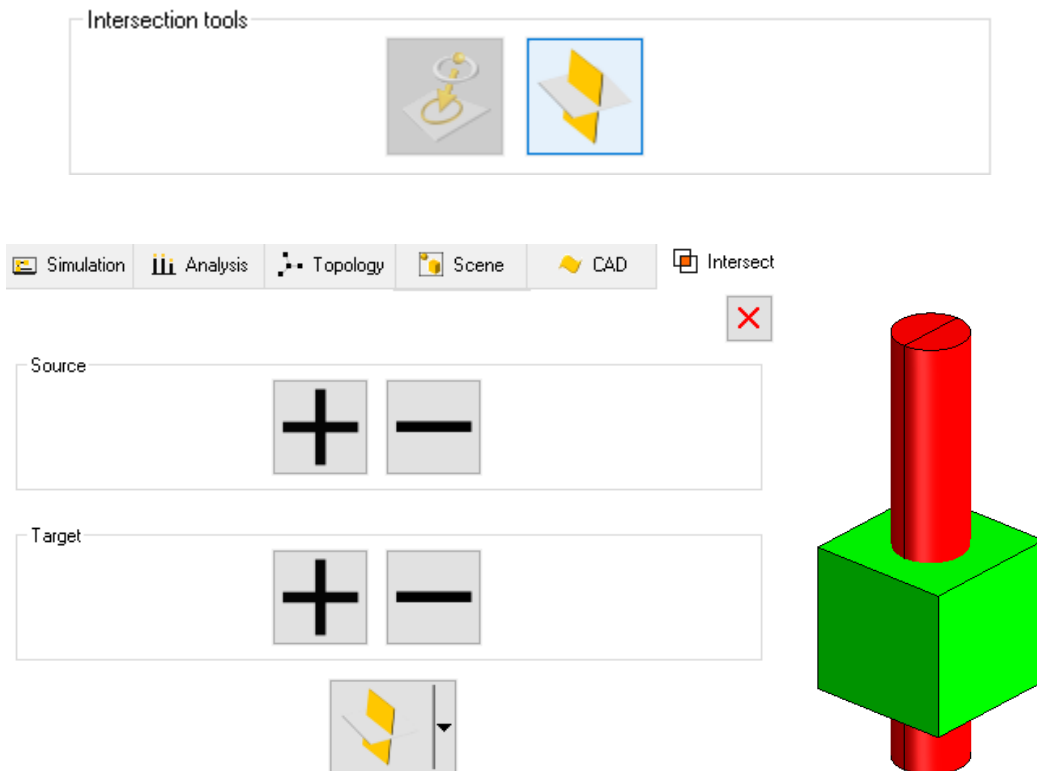 Intersection tools
Simulation Analysis Topology Scene CAD Intersect
Source
Target